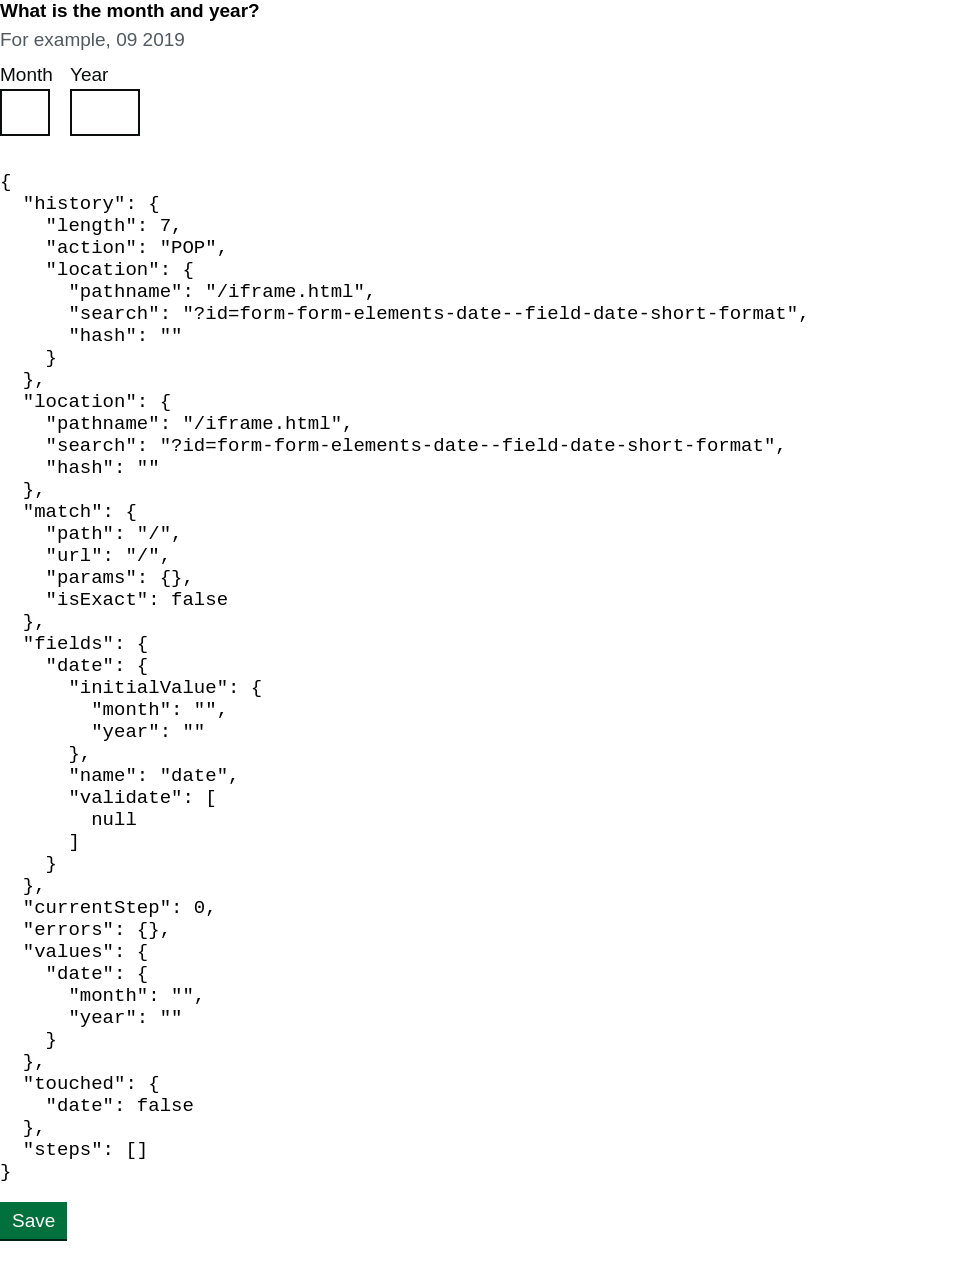 What is the month and year?
For example, 09 2019
Month Year
{
  "history": {
    "length": 7,
    "action": "POP",
    "location": {
      "pathname": "/iframe.html",
      "search": "?id=form-form-elements-date--field-date-short-format",
      "hash": ""
    }
  },
  "location": {
    "pathname": "/iframe.html",
    "search": "?id=form-form-elements-date--field-date-short-format",
    "hash": ""
  },
  "match": {
    "path": "/",
    "url": "/",
    "params": {},
    "isExact": false
  },
  "fields": {
    "date": {
      "initialValue": {
        "month": "",
        "year": ""
      },
      "name": "date",
      "validate": [
        null
      ]
    }
  },
  "currentStep": 0,
  "errors": {},
  "values": {
    "date": {
      "month": "",
      "year": ""
    }
  },
  "touched": {
    "date": false
  },
  "steps": []
}
Save